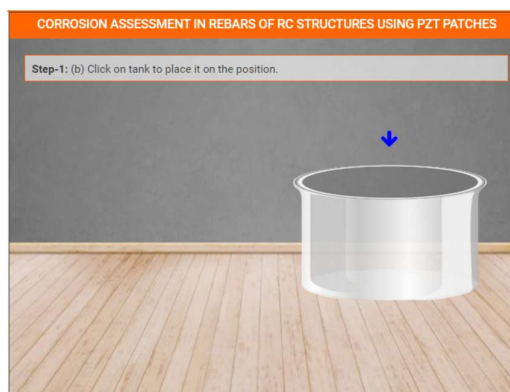 CORROSION ASSESSMENT IN REBARS OF RC STRUCTURES USING PZT PATCHES
Step-1: (b) Click on tank to place it on the position.